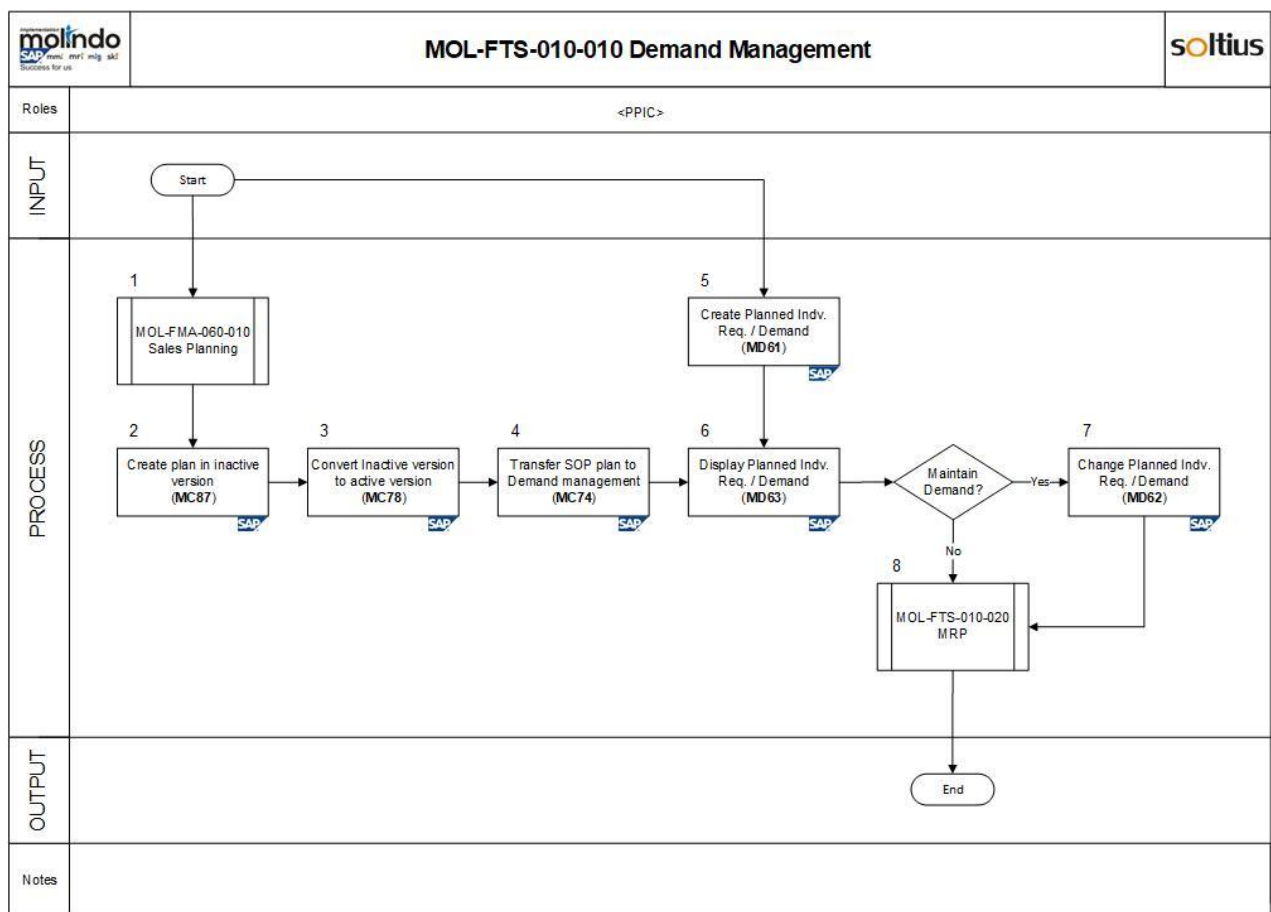 implementation
molindo
SAP mmi mri mlg skl
Success for us
MOL-FTS-010-010 Demand Management
soltius
Roles
<PPIC>
INPUT
Start
PROCESS
1
MOL-FMA-060-010
Sales Planning
5
Create Planned Indv.
Req. / Demand
(MD61)
SAP
2
Create plan in inactive
version
(MC87)
SAP
3
Convert Inactive version
to active version
(MC78)
SAP
4
Transfer SOP plan to
Demand management
(MC74)
SAP
6
Display Planned Indv.
Req. / Demand
(MD63)
SAP
Maintain
Demand?
Yes
No
7
Change Planned Indv.
Req. / Demand
(MD62)
SAP
8
MOL-FTS-010-020
MRP
OUTPUT
End
Notes